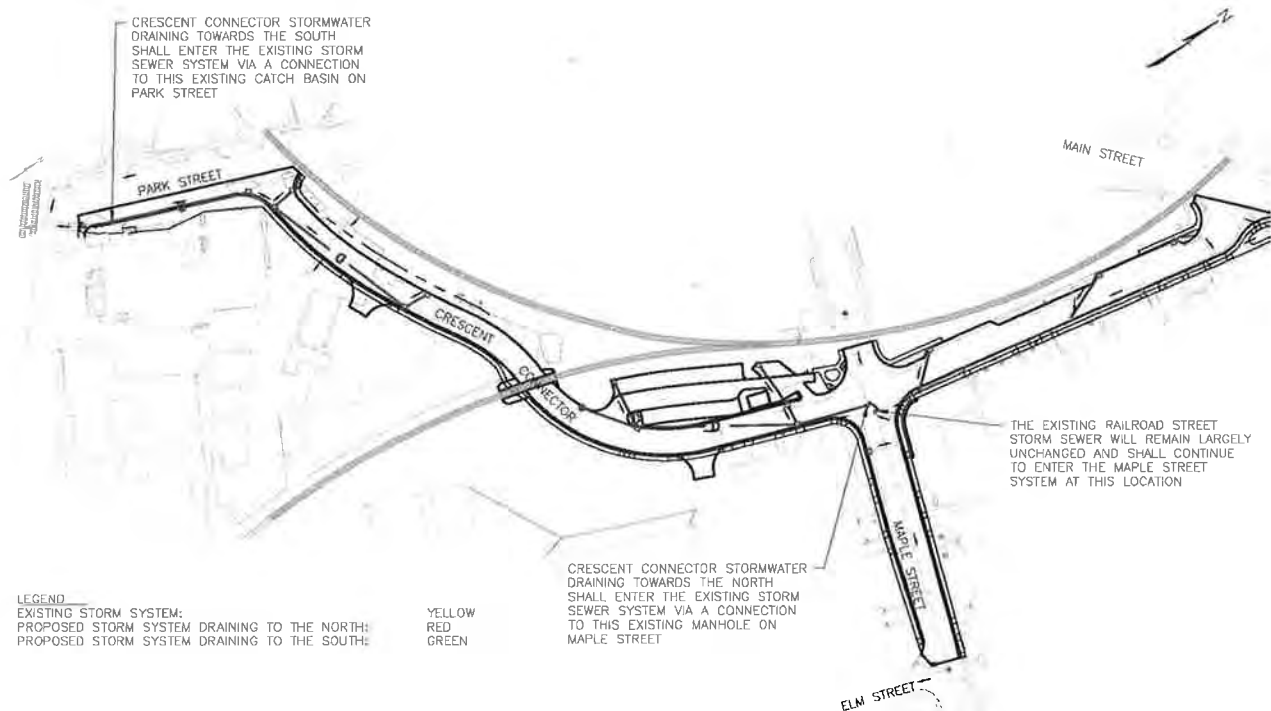 CRESCENT CONNECTOR STORMWATER
DRAINING TOWARDS THE SOUTH
SHALL ENTER THE EXISTING STORM
SEWER SYSTEM VIA A CONNECTION
TO THIS EXISTING CATCH BASIN ON
PARK STREET
MAIN STREET
PARK STREET
CRESCENT
CONNECTOR
THE EXISTING RAILROAD STREET
STORM SEWER WILL REMAIN LARGELY
UNCHANGED AND SHALL CONTINUE
TO ENTER THE MAPLE STREET
SYSTEM AT THIS LOCATION
MAPLE STREET
CRESCENT CONNECTOR STORMWATER
DRAINING TOWARDS THE NORTH
SHALL ENTER THE EXISTING STORM
SEWER SYSTEM VIA A CONNECTION
TO THIS EXISTING MANHOLE ON
MAPLE STREET
LEGEND
EXISTING STORM SYSTEM: YELLOW
PROPOSED STORM SYSTEM DRAINING TO THE NORTH: RED
PROPOSED STORM SYSTEM DRAINING TO THE SOUTH: GREEN
ELM STREET